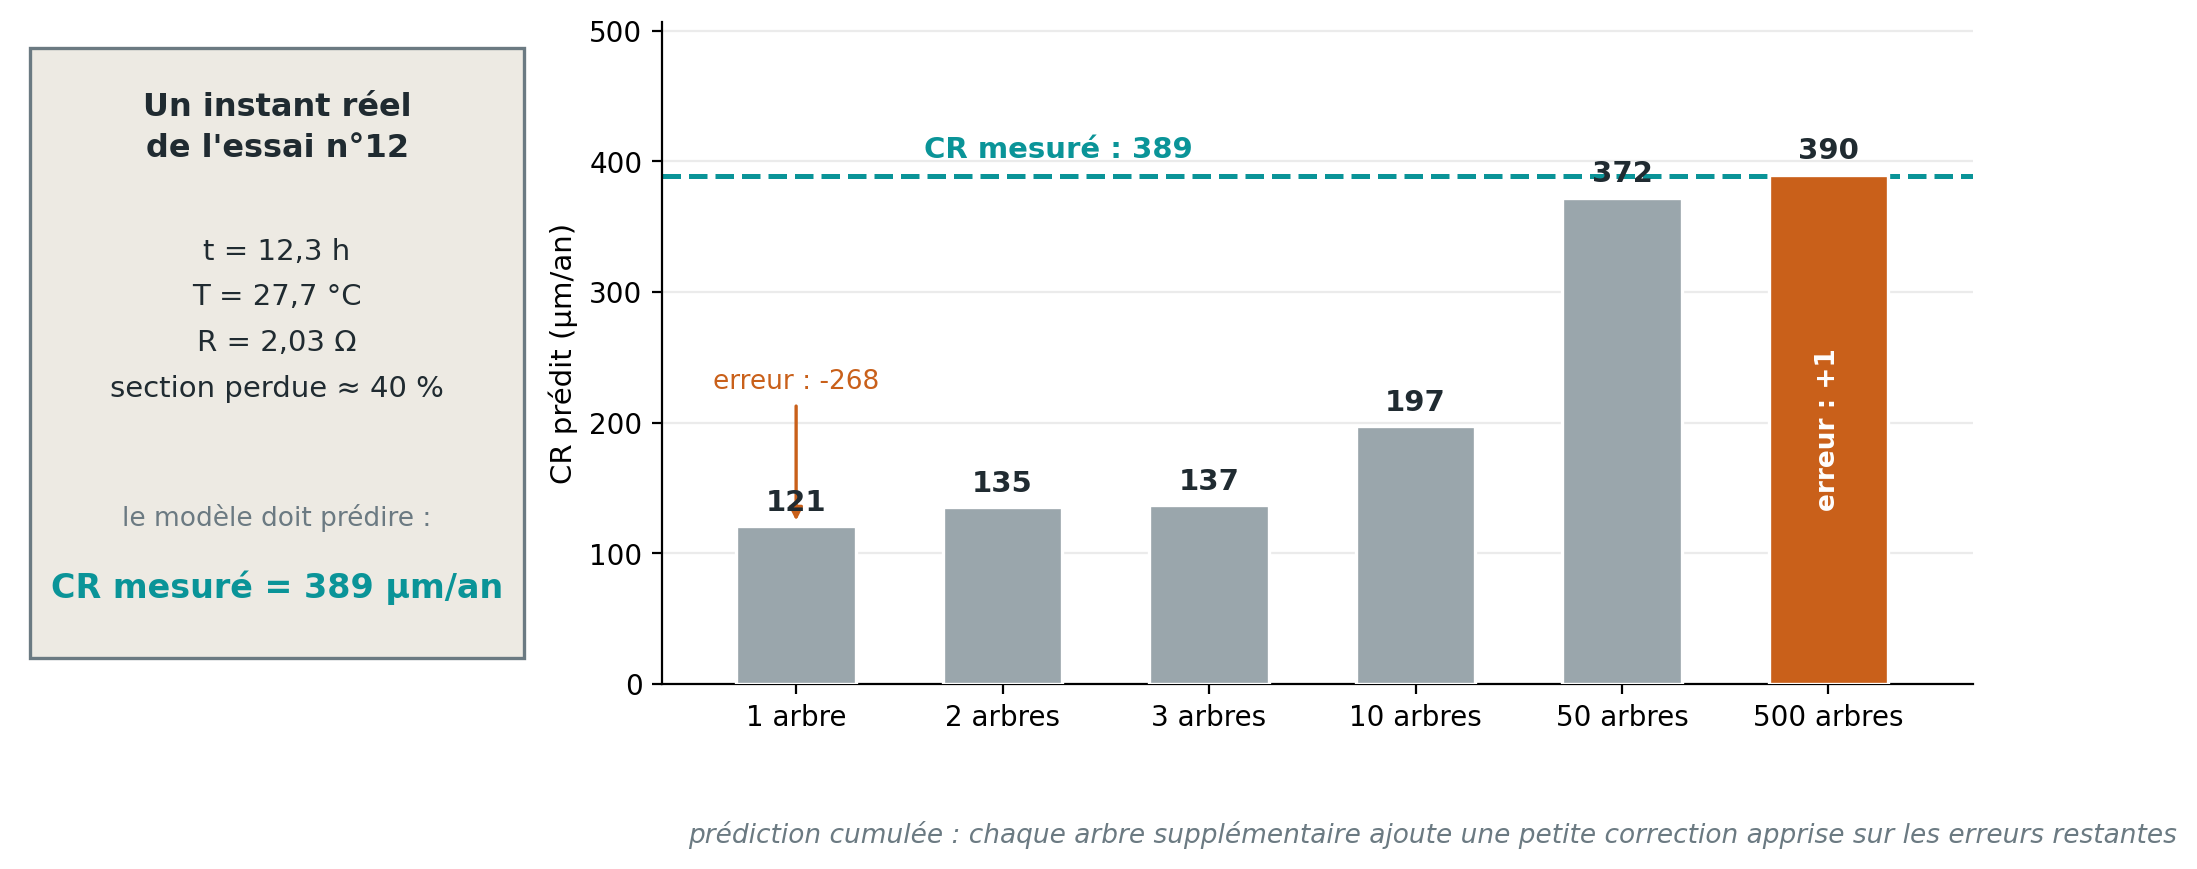 Un instant réel
de l'essai n°12
t = 12,3 h
T = 27,7 °C
R = 2,03 Ω
section perdue ≈ 40 %
le modèle doit prédire :
CR mesuré = 389 µm/an
CR prédit (µm/an)
500
400
300
200
100
0
CR mesuré : 389
erreur : -268
121
135
137
197
372
390
erreur : +1
1 arbre
2 arbres
3 arbres
10 arbres
50 arbres
500 arbres
prédiction cumulée : chaque arbre supplémentaire ajoute une petite correction apprise sur les erreurs restantes